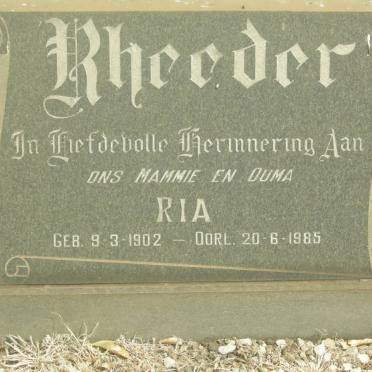 Rheeder
In Liefdevolle Herinnering Aan
ONS MAMMIE EN OUMA
RIA
GEB. 9-3-1902 — OORL. 20-6-1985